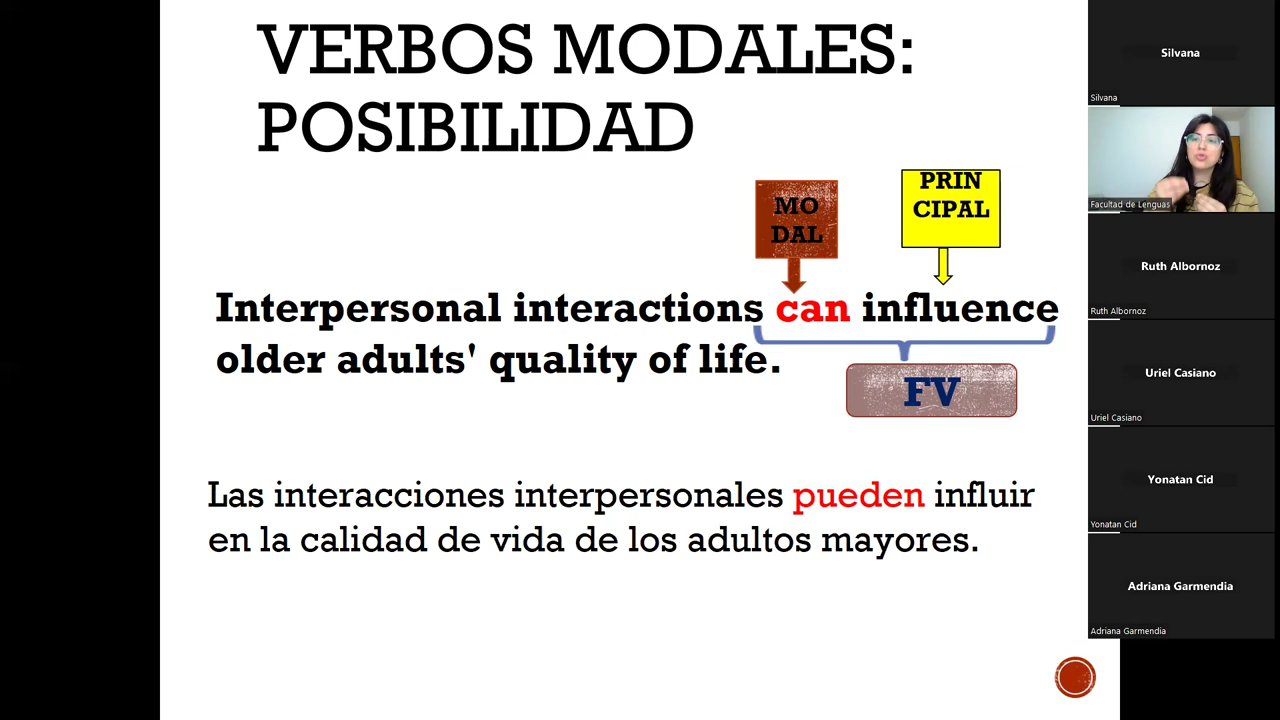 VERBOS MODALES:
POSIBILIDAD
MO
DAL
PRIN
CIPAL
Interpersonal interactions can influence
older adults' quality of life.
FV
Las interacciones interpersonales pueden influir
en la calidad de vida de los adultos mayores.
Silvana
Silvana
Facultad de Lenguas
Ruth Albornoz
Ruth Albornoz
Uriel Casiano
Uriel Casiano
Yonatan Cid
Yonatan Cid
Adriana Garmendia
Adriana Garmendia